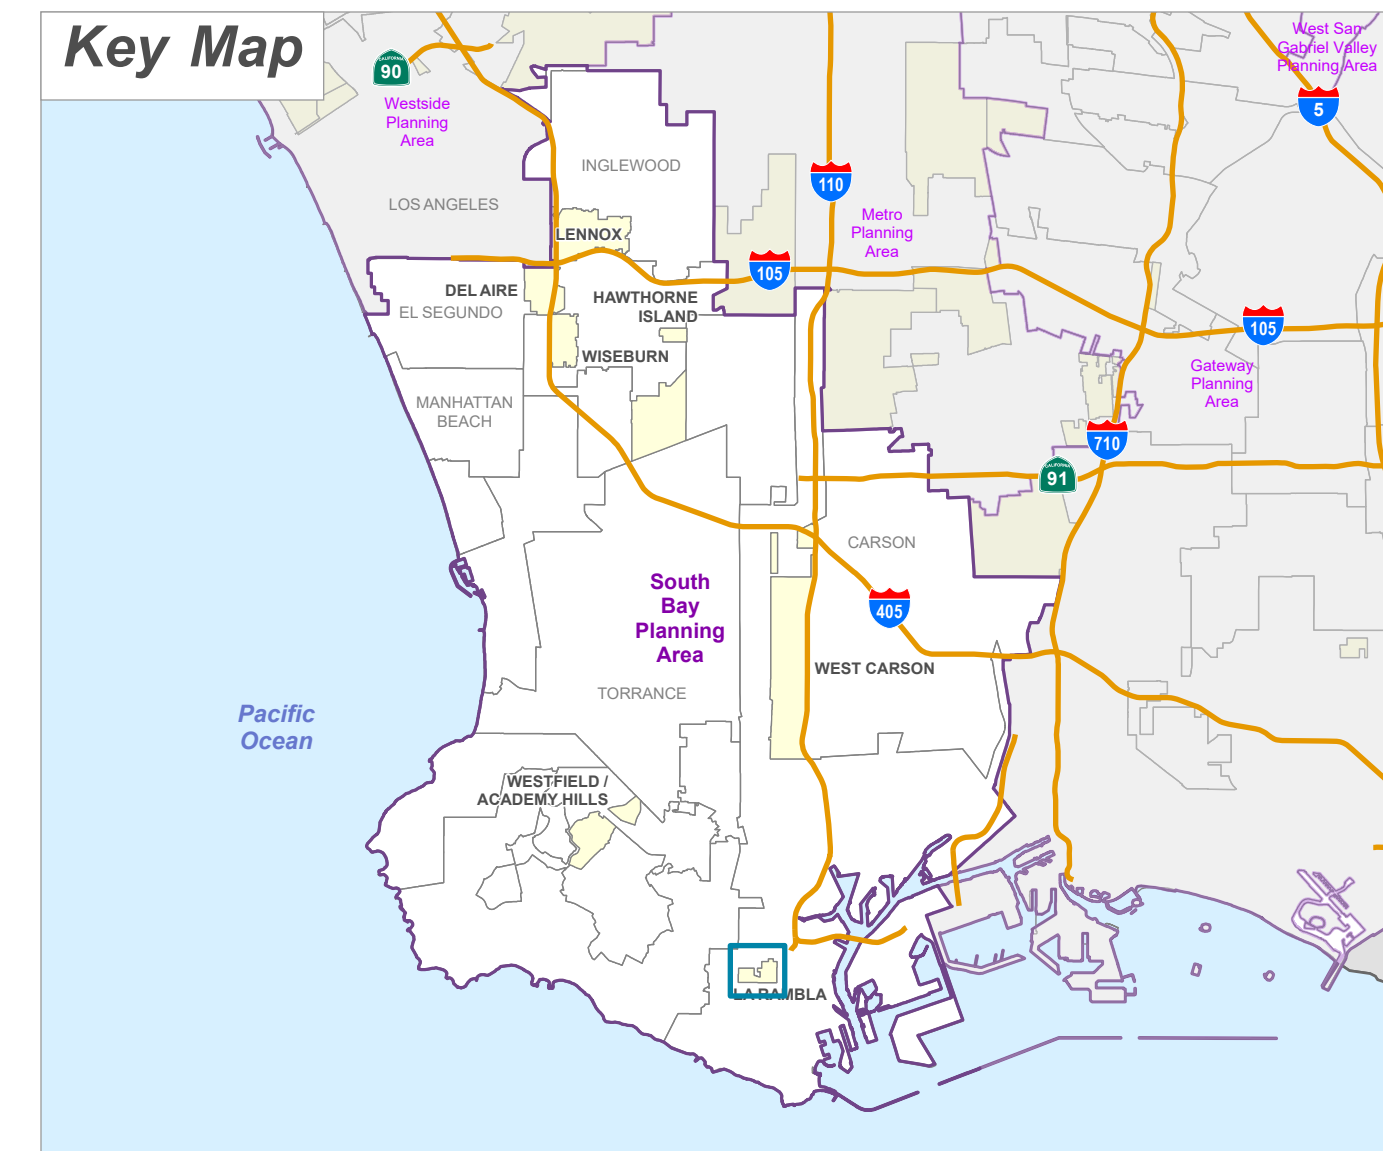 Key Map
CALIFORNIA
90
Westside
Planning
Area
West San
Gabriel Valley
Planning Area
5
INGLEWOOD
110
LOS ANGELES
Metro
Planning
Area
LENNOX
105
DEL AIRE
EL SEGUNDO
HAWTHORNE
ISLAND
105
WISEBURN
Gateway
Planning
Area
MANHATTAN
BEACH
710
CALIFORNIA
91
CARSON
South
Bay
Planning
Area
405
WEST CARSON
TORRANCE
Pacific
Ocean
WESTFIELD /
ACADEMY HILLS
LA RAMBLA